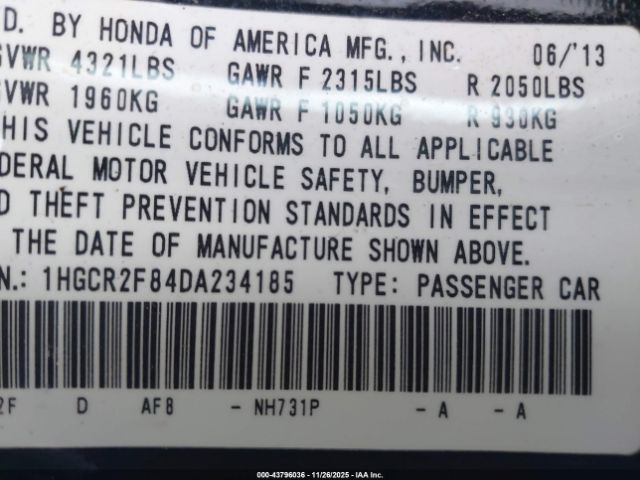 D. BY HONDA OF AMERICA MFG., INC. 06/'13
GVWR 4321LBS GAWR F 2315LBS R 2050LBS
GVWR 1960KG GAWR F 1050KG R 930KG
THIS VEHICLE CONFORMS TO ALL APPLICABLE
DERAL MOTOR VEHICLE SAFETY, BUMPER,
D THEFT PREVENTION STANDARDS IN EFFECT
THE DATE OF MANUFACTURE SHOWN ABOVE.
N.: 1HGCR2F84DA234185 TYPE: PASSENGER CAR
2F D AF8 - NH731P - A - A
000-43796036 | 11/26/2025 | IAA Inc.